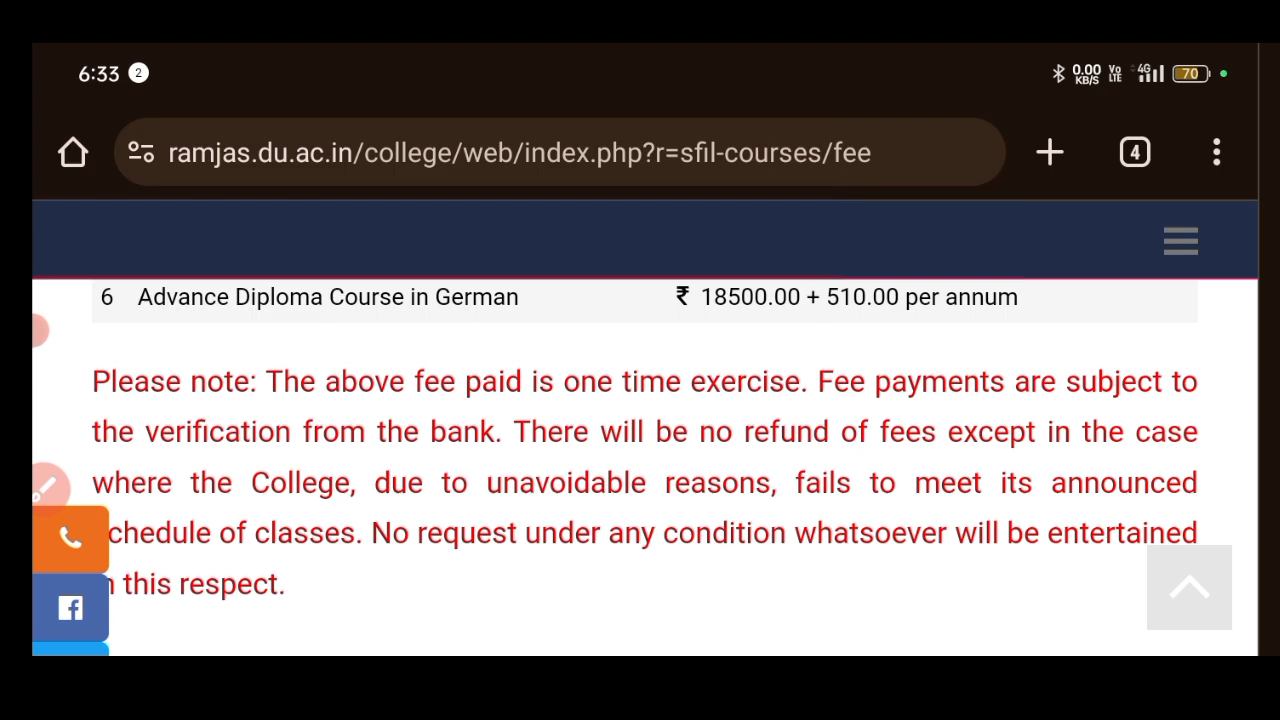 6:33 2 0.00 KB/S Vo LTE 4G 70
ramjas.du.ac.in/college/web/index.php?r=sfil-courses/fee 4
6 Advance Diploma Course in German ₹ 18500.00 + 510.00 per annum
Please note: The above fee paid is one time exercise. Fee payments are subject to
the verification from the bank. There will be no refund of fees except in the case
where the College, due to unavoidable reasons, fails to meet its announced
chedule of classes. No request under any condition whatsoever will be entertained
this respect.